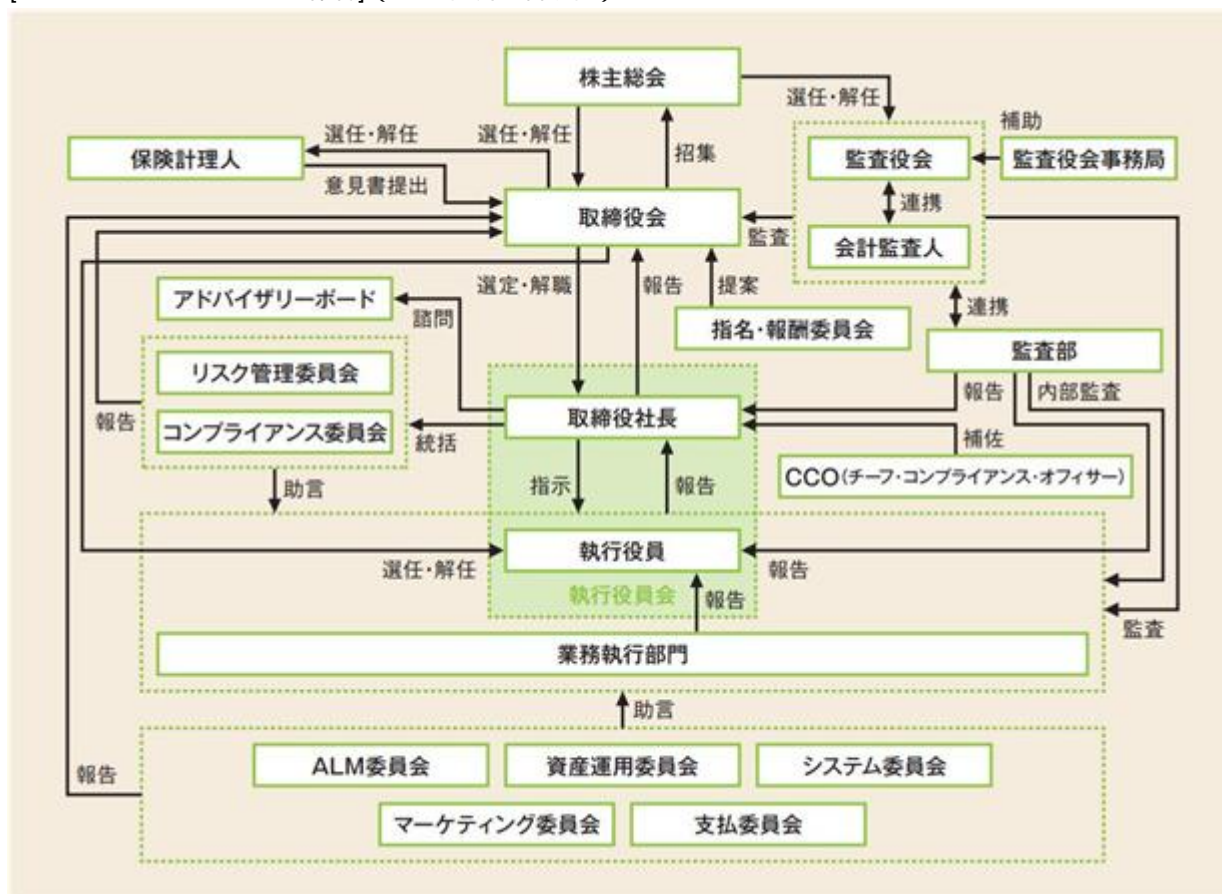 株主総会
選任・解任
補助
選任・解任
選任・解任
招集
保険計理人
監査役会
監査役会事務局
意見書提出
連携
取締役会
監査
会計監査人
選定・解職
報告
提案
連携
アドバイザリーボード
諮問
指名・報酬委員会
監査部
リスク管理委員会
報告
内部監査
報告
コンプライアンス委員会
統括
取締役社長
補佐
CCO(チーフ・コンプライアンス・オフィサー)
助言
指示
報告
執行役員
選任・解任
報告
執行役員会
報告
監査
業務執行部門
助言
報告
ALM委員会
資産運用委員会
システム委員会
マーケティング委員会
支払委員会